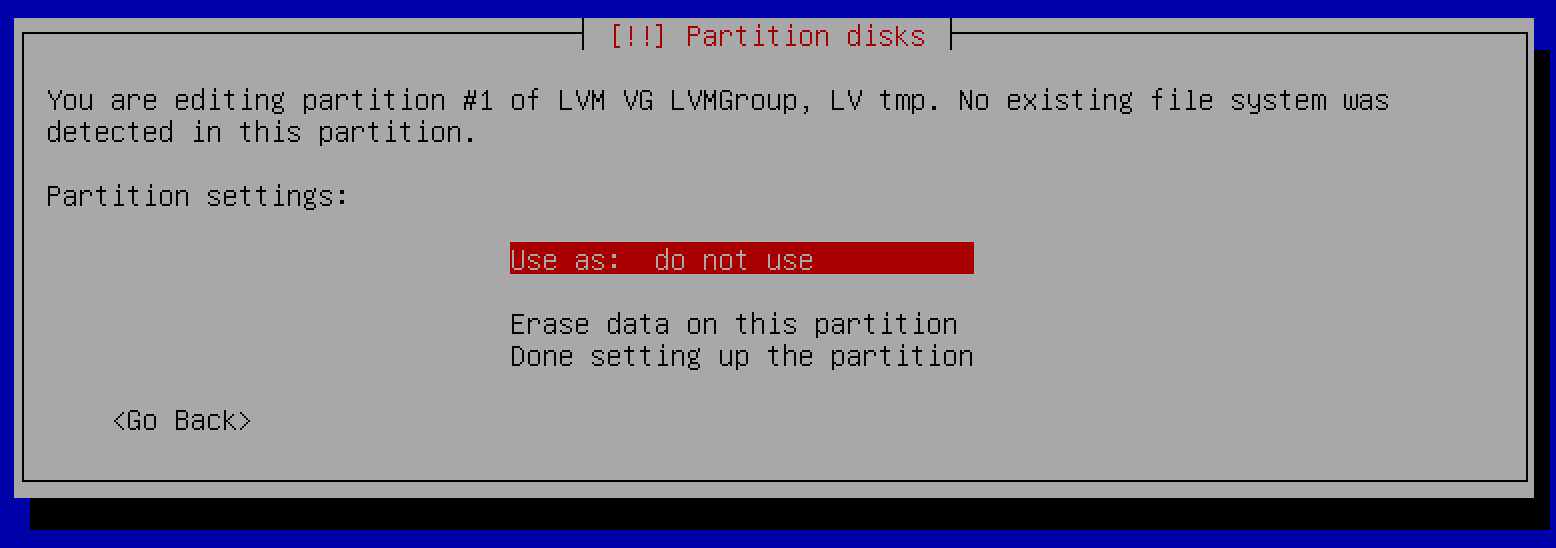 [!!] Partition disks
You are editing partition #1 of LVM VG LVMGroup, LV tmp. No existing file system was
detected in this partition.
Partition settings:
Use as:  do not use
Erase data on this partition
Done setting up the partition
<Go Back>